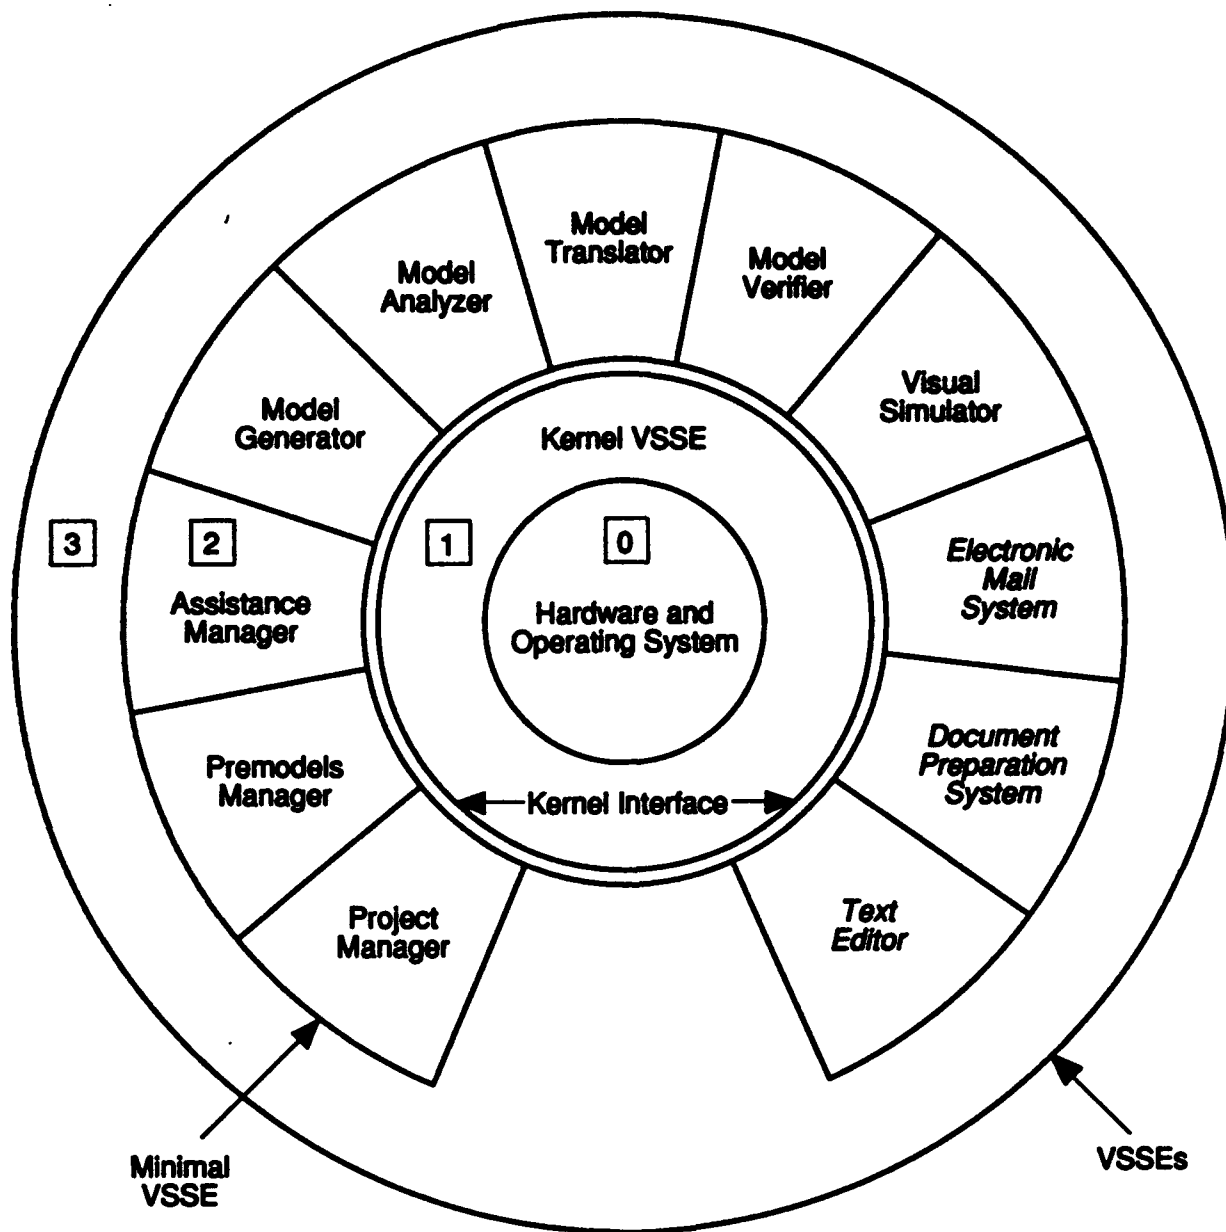 Model
Translator
Model
Analyzer
Model
Verifier
Model
Generator
Visual
Simulator
Kernel VSSE
3
2
1
0
Assistance
Manager
Hardware and
Operating System
Electronic
Mail
System
Premodels
Manager
Document
Preparation
System
Kernel Interface
Project
Manager
Text
Editor
Minimal
VSSE
VSSEs